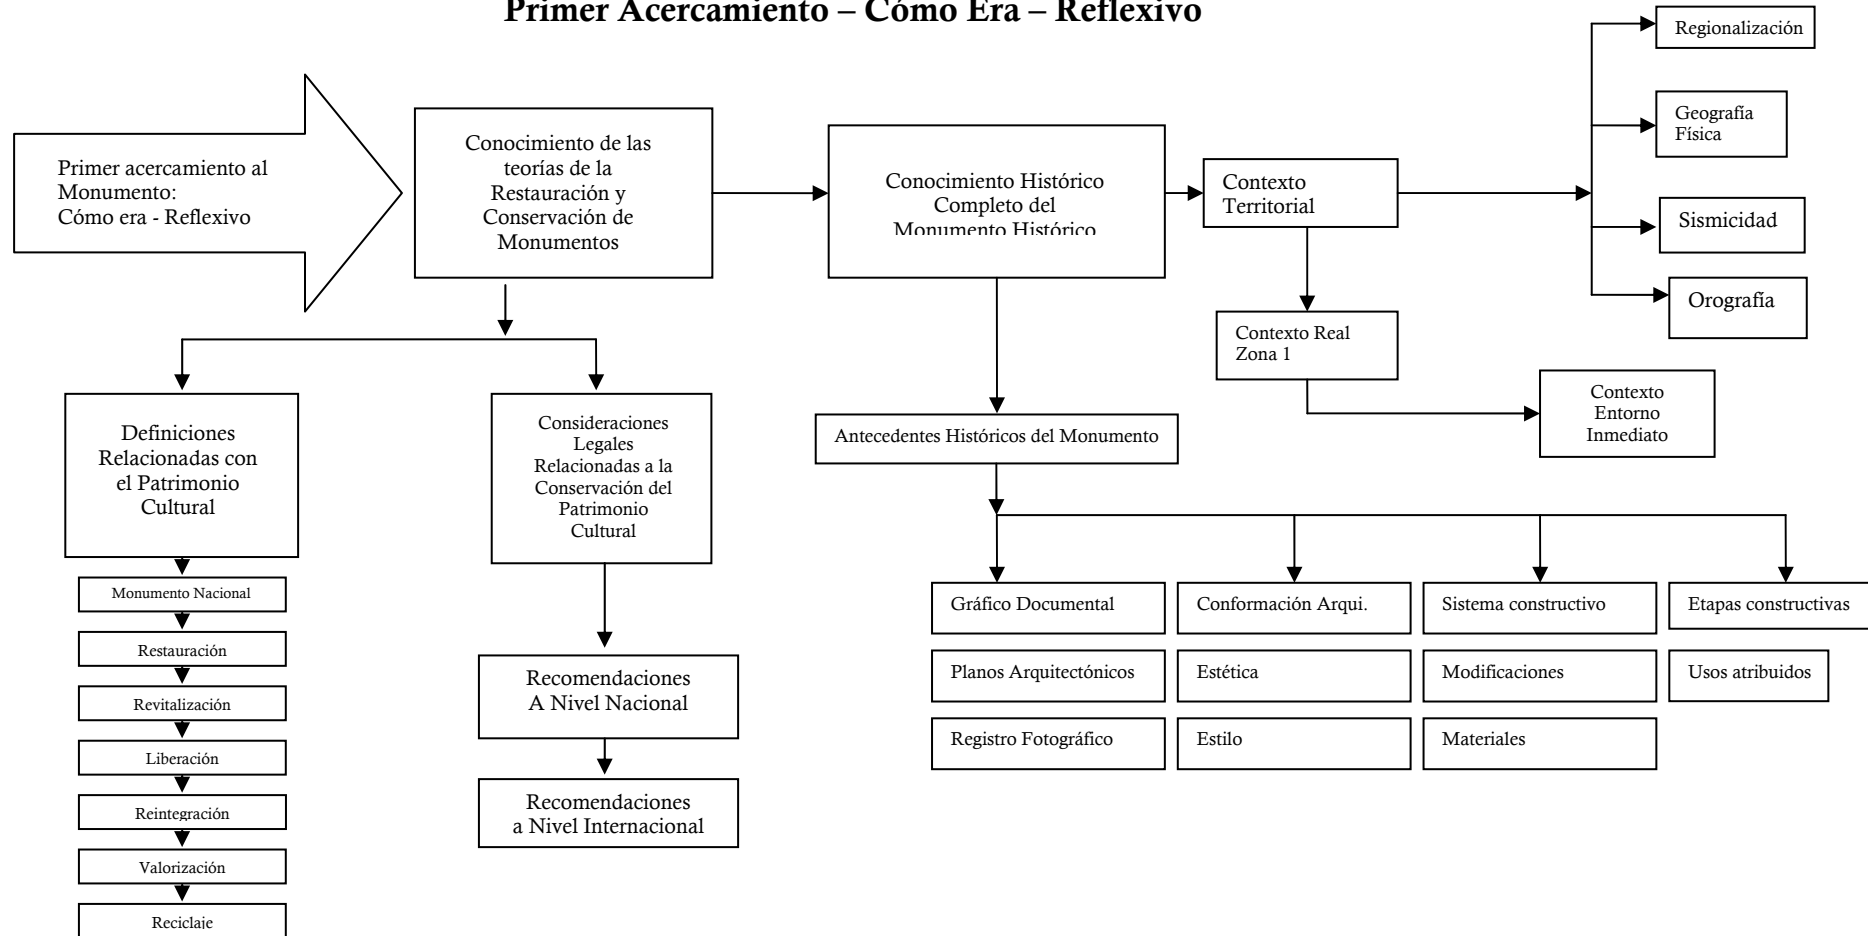 Primer Acercamiento – Cómo Era – Reflexivo
Primer acercamiento al
Monumento:
Cómo era - Reflexivo
Conocimiento de las
teorías de la
Restauración y
Conservación de
Monumentos
Conocimiento Histórico
Completo del
Monumento Histórico
Contexto
Territorial
Regionalización
Geografía
Física
Sismicidad
Orografía
Contexto Real
Zona 1
Contexto
Entorno
Inmediato
Definiciones
Relacionadas con
el Patrimonio
Cultural
Monumento Nacional
Restauración
Revitalización
Liberación
Reintegración
Valorización
Reciclaje
Consideraciones
Legales
Relacionadas a la
Conservación del
Patrimonio
Cultural
Recomendaciones
A Nivel Nacional
Recomendaciones
a Nivel Internacional
Antecedentes Históricos del Monumento
Gráfico Documental
Planos Arquitectónicos
Registro Fotográfico
Conformación Arqui.
Estética
Estilo
Sistema constructivo
Modificaciones
Materiales
Etapas constructivas
Usos atribuidos